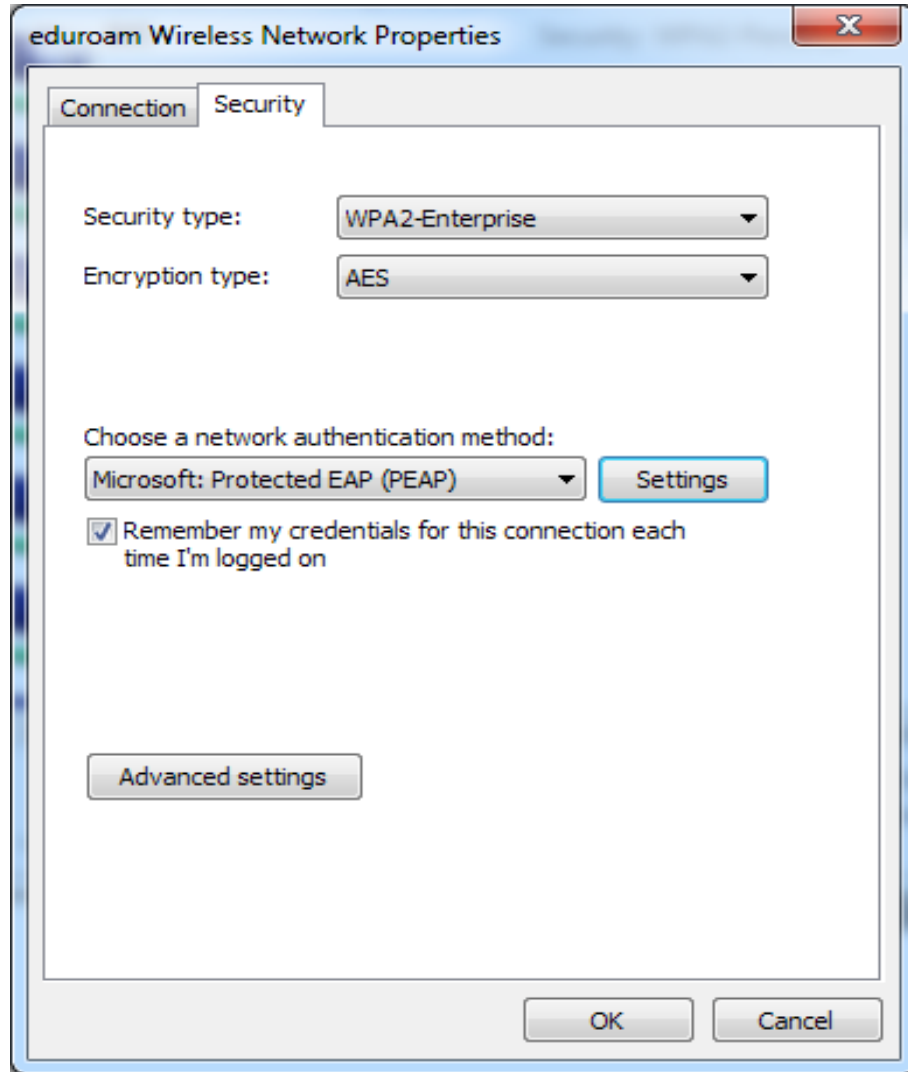 eduroam Wireless Network Properties
Connection Security
Security type: WPA2-Enterprise
Encryption type: AES
Choose a network authentication method:
Microsoft: Protected EAP (PEAP) Settings
Remember my credentials for this connection each
time I'm logged on
Advanced settings
OK Cancel